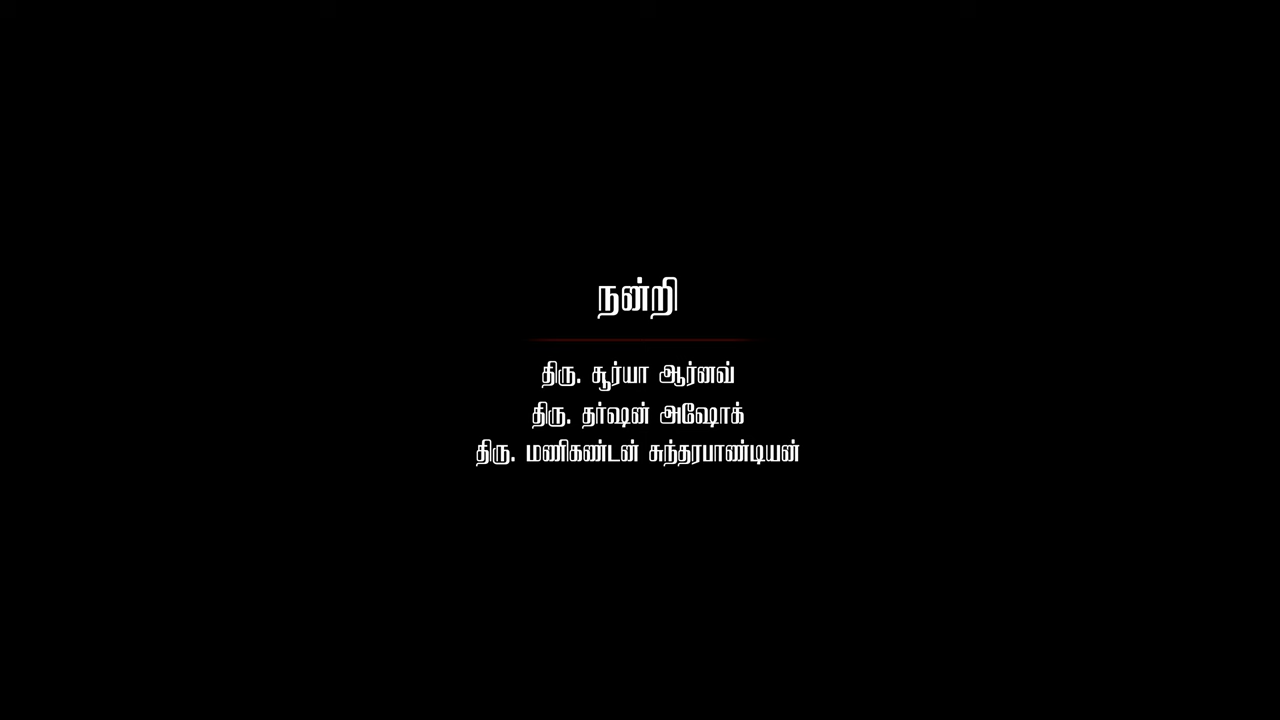 நன்றி
திரு. சூர்யா ஆர்னவ்
திரு. தர்ஷன் அஷோக்
திரு. மணிகண்டன் சுந்தரபாண்டியன்